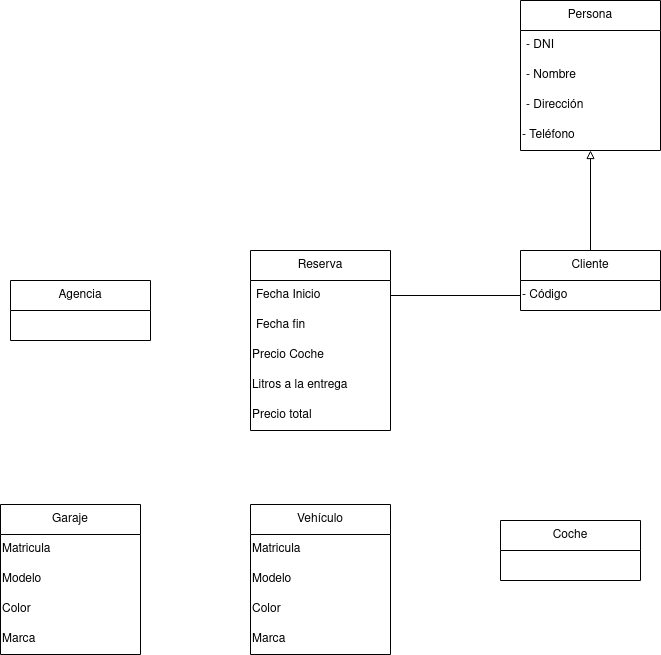 Persona
- DNI
- Nombre
- Dirección
- Teléfono
Agencia
Reserva
Fecha Inicio
Fecha fin
Precio Coche
Litros a la entrega
Precio total
Cliente
- Código
Garaje
Matricula
Modelo
Color
Marca
Vehículo
Matricula
Modelo
Color
Marca
Coche